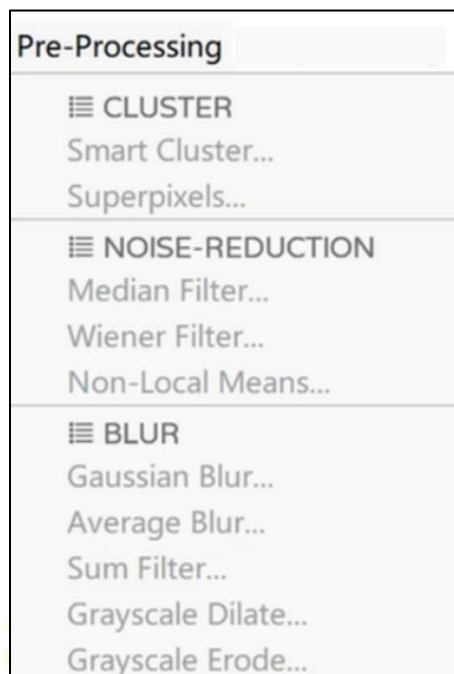 Pre-Processing
CLUSTER
Smart Cluster...
Superpixels...
NOISE-REDUCTION
Median Filter...
Wiener Filter...
Non-Local Means...
BLUR
Gaussian Blur...
Average Blur...
Sum Filter...
Grayscale Dilate...
Grayscale Erode...